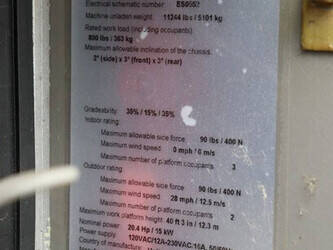 Electrical schematic number:
Machine unladen weight: 11244 lbs / 5101 kg
Rated work load (including occupants)
800 lbs / 363 kg
Maximum allowable inclination of the chassis:
2° (side) x 3° (front) x 3° (rear)
Gradeability: 30% / 15% / 35%
Indoor rating:
Maximum allowable side force: 90 lbs / 400 N
Maximum wind speed: 0 mph / 0 m/s
Maximum number of platform occupants: 3
Outdoor rating:
Maximum allowable side force: 90 lbs / 400 N
Maximum wind speed: 28 mph / 12.5 m/s
Maximum number of platform occupants: 2
Maximum work platform height: 40 ft 3 in / 12.3 m
Nominal power: 20.4 Hp / 15 kW
Power supply: 120VAC/12A-230VAC.16A,
Country of manufacture: